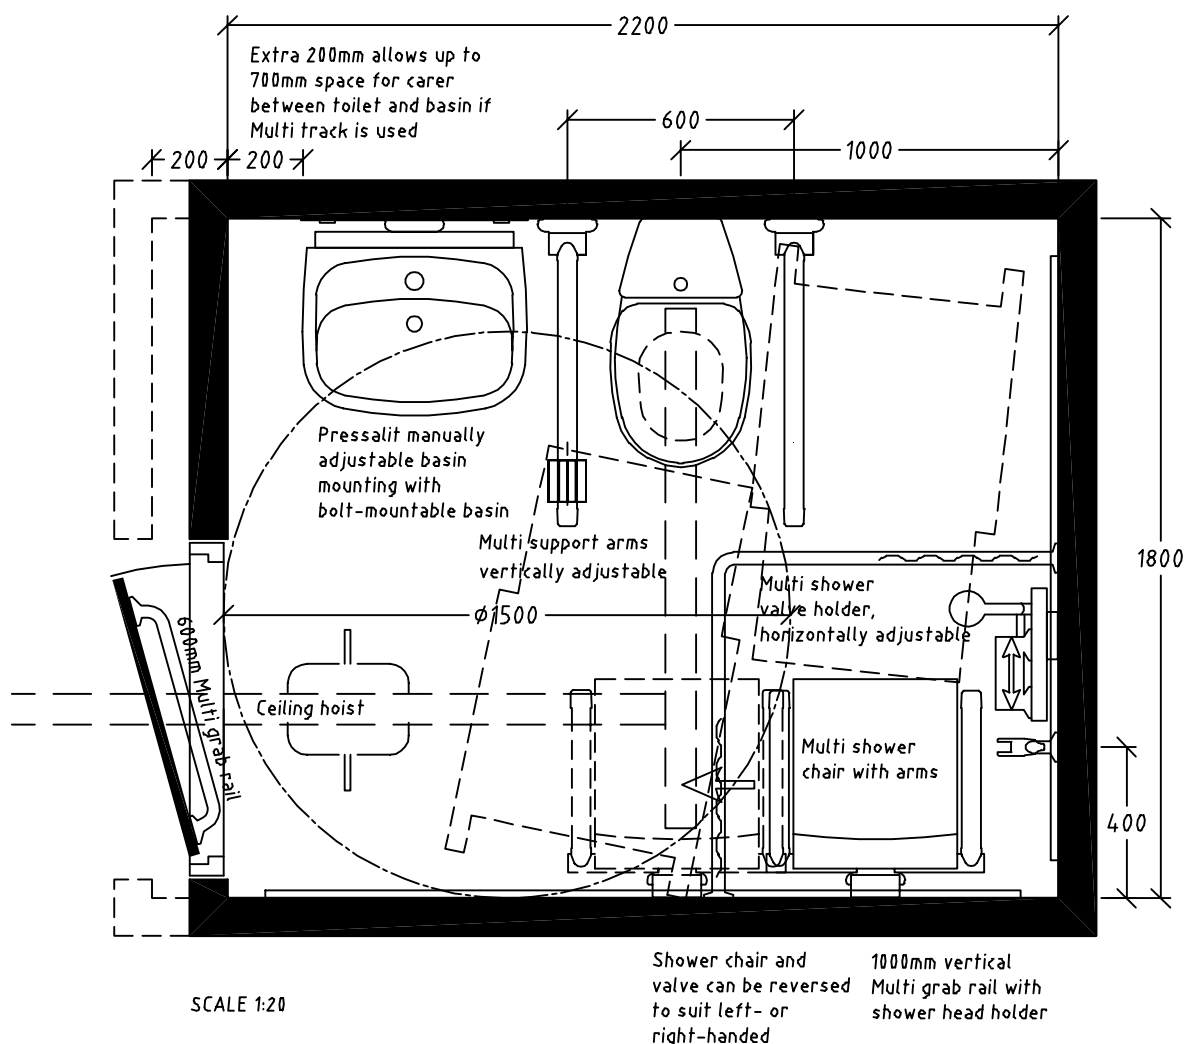 2200
Extra 200mm allows up to
700mm space for carer
between toilet and basin if
Multi track is used
600
1000
200
200
Pressalit manually
adjustable basin
mounting with
bolt-mountable basin
Multi support arms
vertically adjustable
1800
Multi shower
valve holder,
horizontally adjustable
ø1500
600mm Multi grab rail
Ceiling hoist
Multi shower
chair with arms
400
Shower chair and
valve can be reversed
to suit left- or
right-handed
1000mm vertical
Multi grab rail with
shower head holder
SCALE 1:20